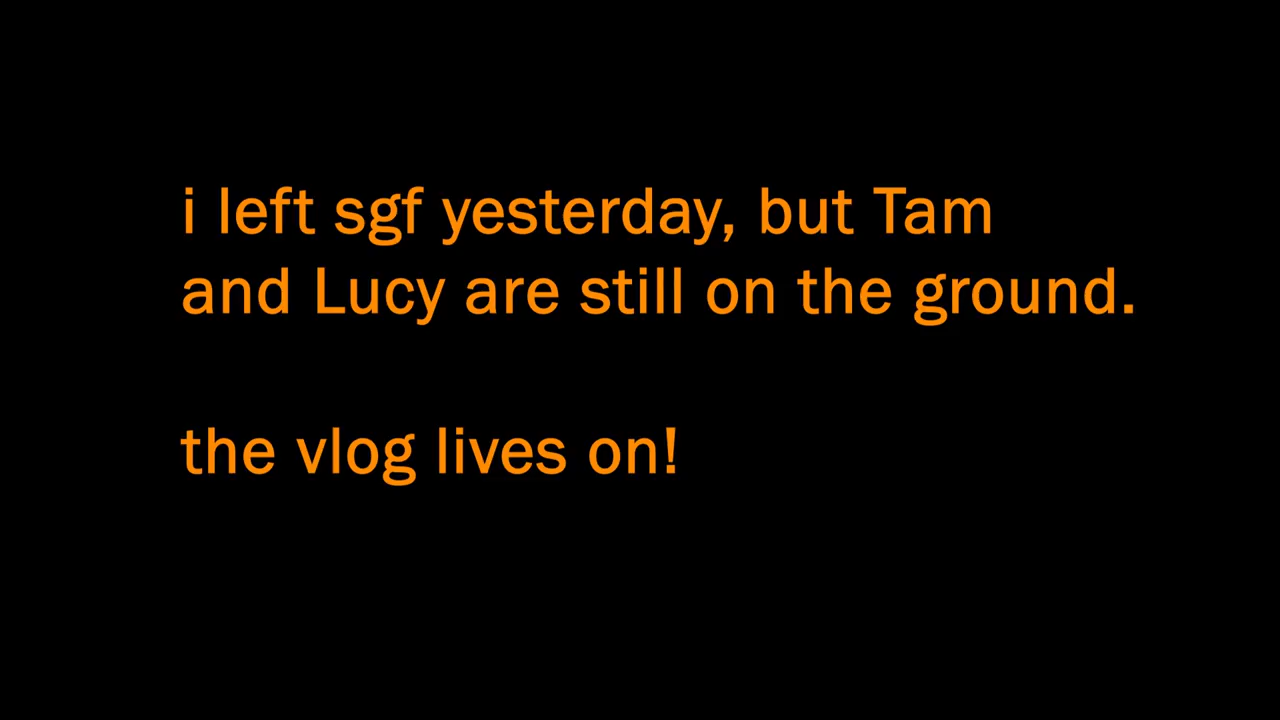 i left sgf yesterday, but Tam
and Lucy are still on the ground.
the vlog lives on!